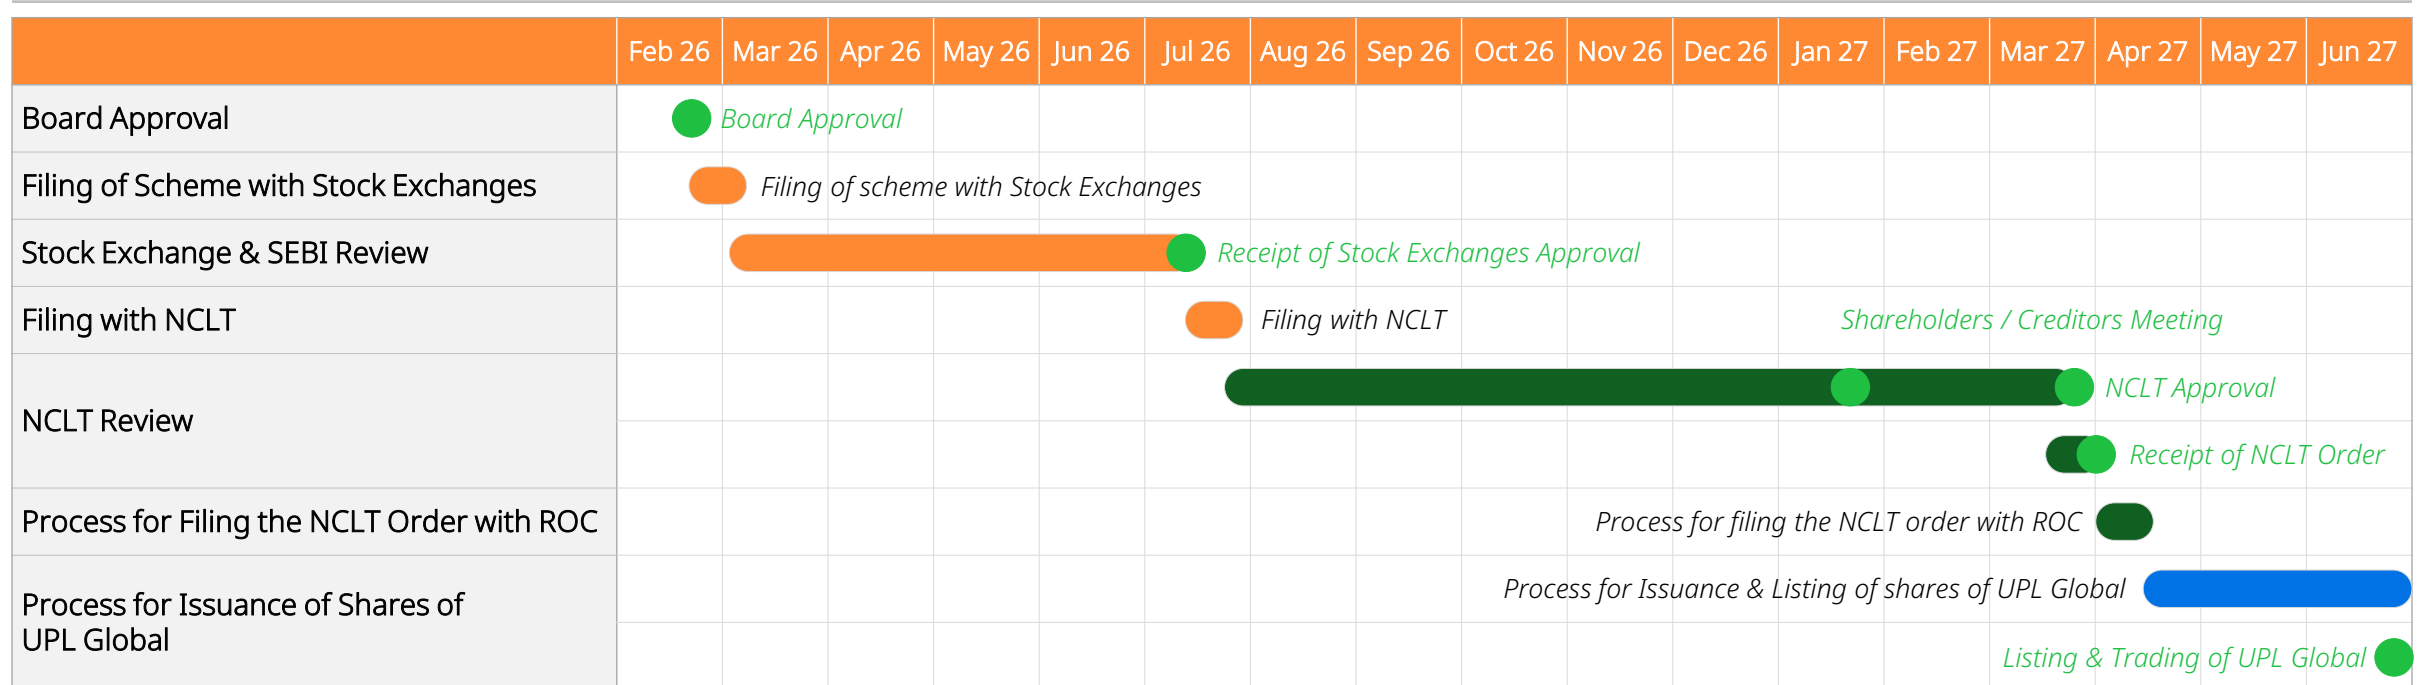 Feb 26 Mar 26 Apr 26 May 26 Jun 26 Jul 26 Aug 26 Sep 26 Oct 26 Nov 26 Dec 26 Jan 27 Feb 27 Mar 27 Apr 27 May 27 Jun 27
Board Approval
Board Approval
Filing of Scheme with Stock Exchanges
Filing of scheme with Stock Exchanges
Stock Exchange & SEBI Review
Receipt of Stock Exchanges Approval
Filing with NCLT
Filing with NCLT
Shareholders / Creditors Meeting
NCLT Review
NCLT Approval
Receipt of NCLT Order
Process for Filing the NCLT Order with ROC
Process for filing the NCLT order with ROC
Process for Issuance of Shares of
UPL Global
Process for Issuance & Listing of shares of UPL Global
Listing & Trading of UPL Global